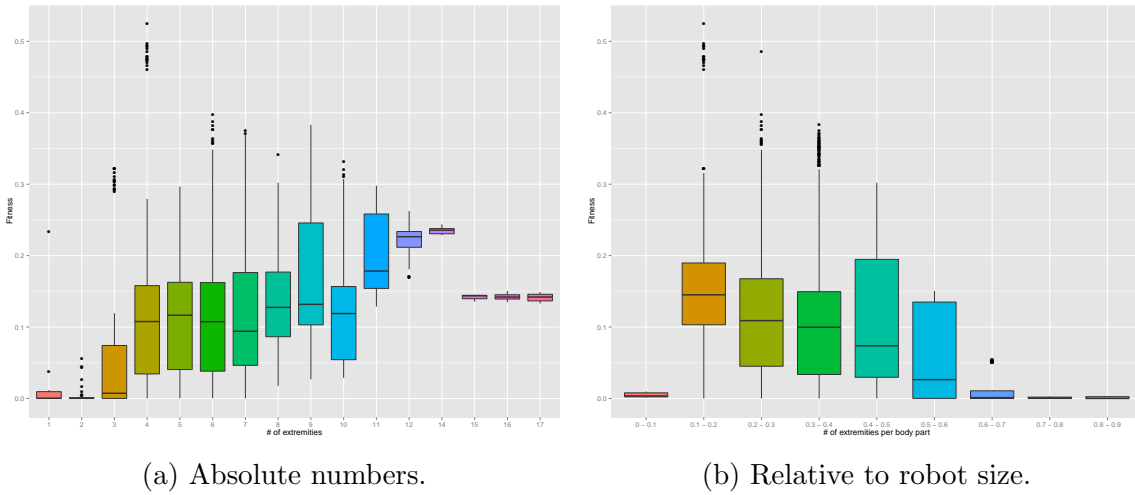 0.5
0.4
0.3
0.2
0.1
0.0
Fitness
1 2 3 4 5 6 7 8 9 10 11 12 14 15 16 17
# of extremities
(a) Absolute numbers.
0.5
0.4
0.3
0.2
0.1
0.0
Fitness
0 − 0.1 0.1 − 0.2 0.2 − 0.3 0.3 − 0.4 0.4 − 0.5 0.5 − 0.6 0.6 − 0.7 0.7 − 0.8 0.8 − 0.9
# of extremities per body part
(b) Relative to robot size.